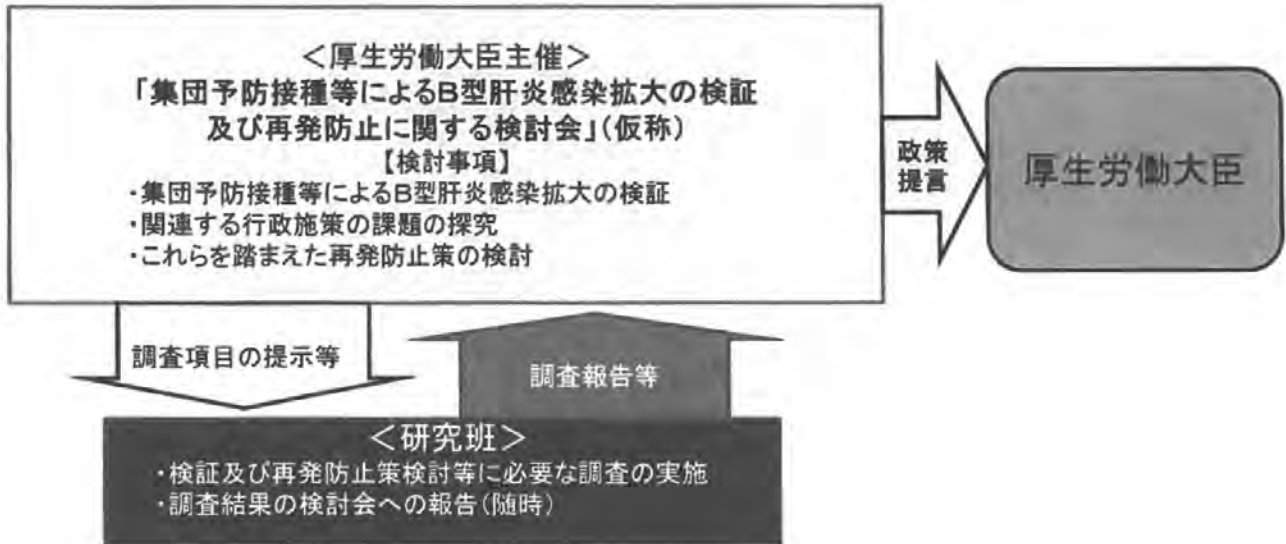 ＜厚生労働大臣主催＞
「集団予防接種等によるB型肝炎感染拡大の検証
及び再発防止に関する検討会」（仮称）
【検討事項】
・集団予防接種等によるB型肝炎感染拡大の検証
・関連する行政施策の課題の探究
・これらを踏まえた再発防止策の検討
政策
提言
厚生労働大臣
調査項目の提示等
調査報告等
＜研究班＞
・検証及び再発防止策検討等に必要な調査の実施
・調査結果の検討会への報告（随時）